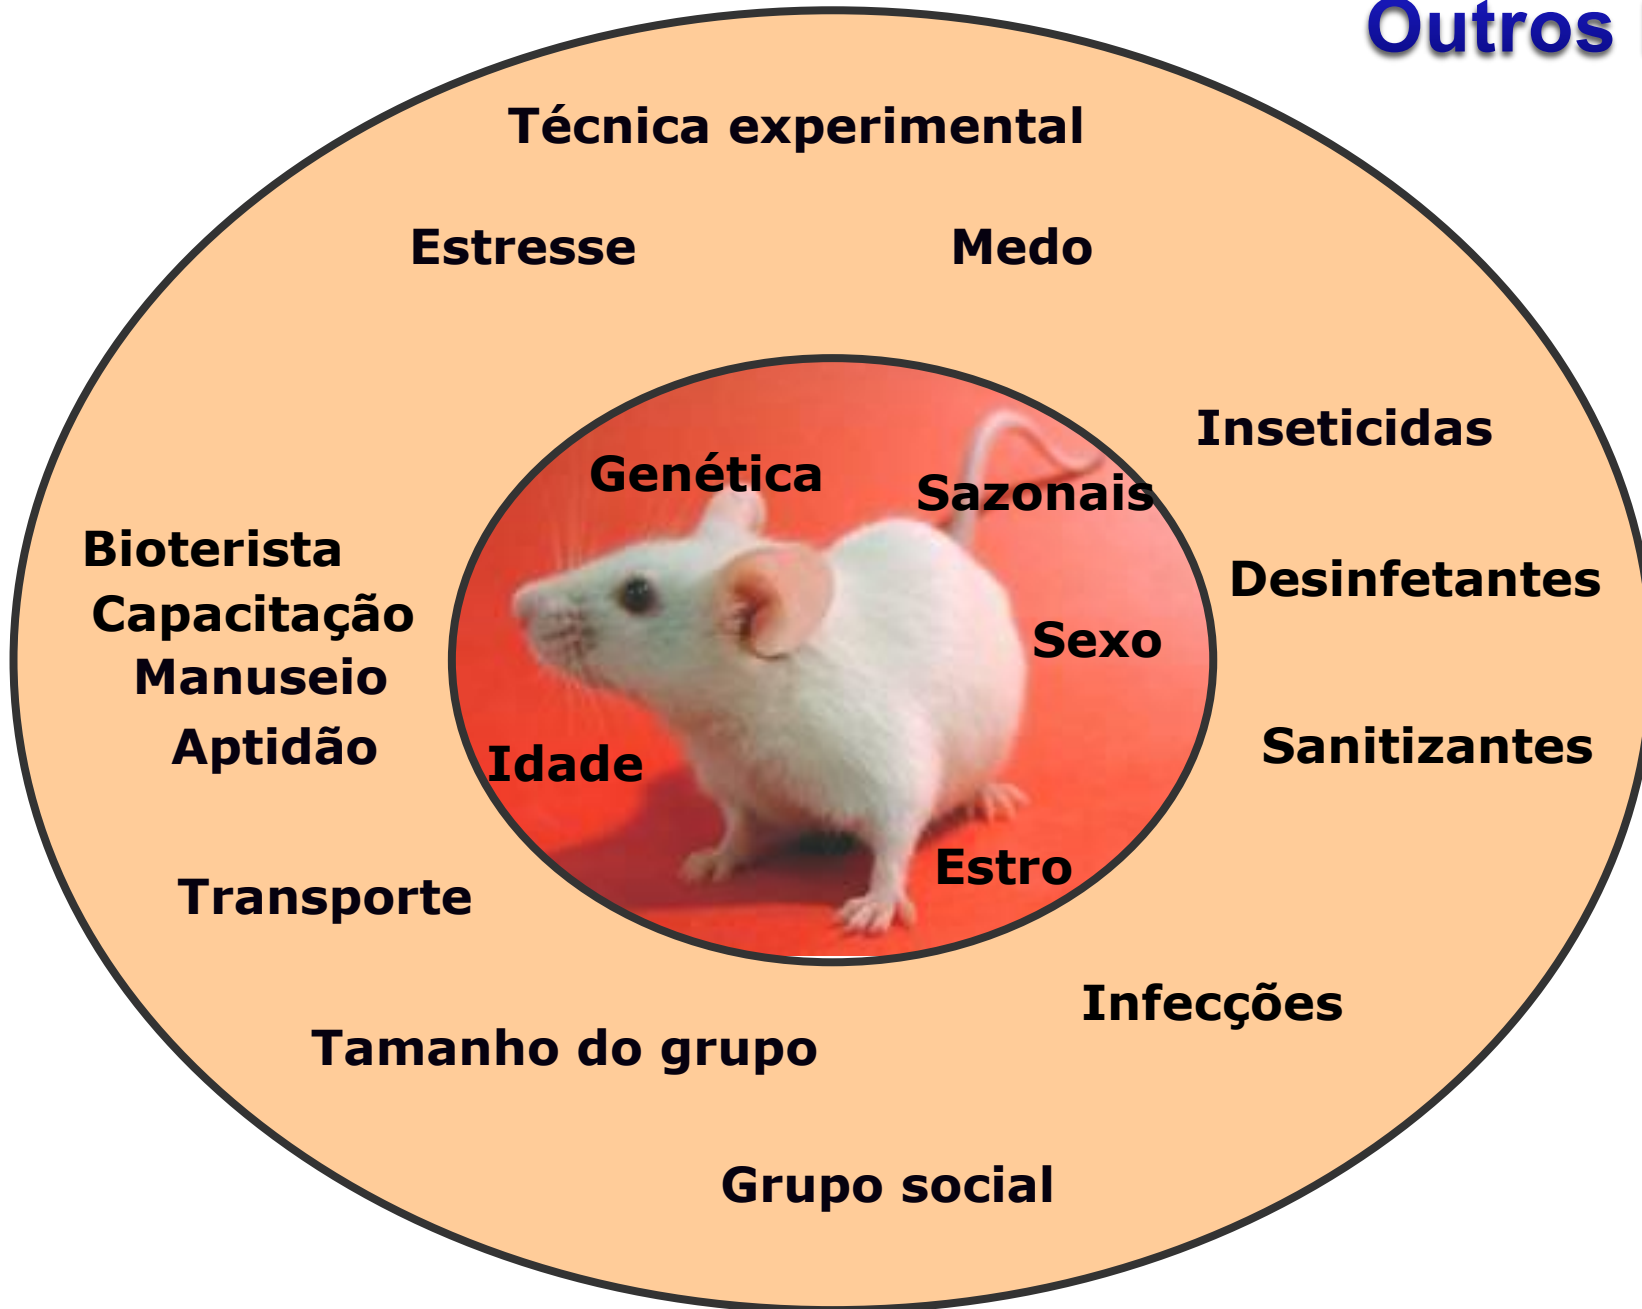 Outros
Técnica experimental
Estresse
Medo
Inseticidas
Genética
Sazonais
Bioterista
Capacitação
Manuseio
Aptidão
Desinfetantes
Sexo
Sanitizantes
Idade
Estro
Transporte
Infecções
Tamanho do grupo
Grupo social